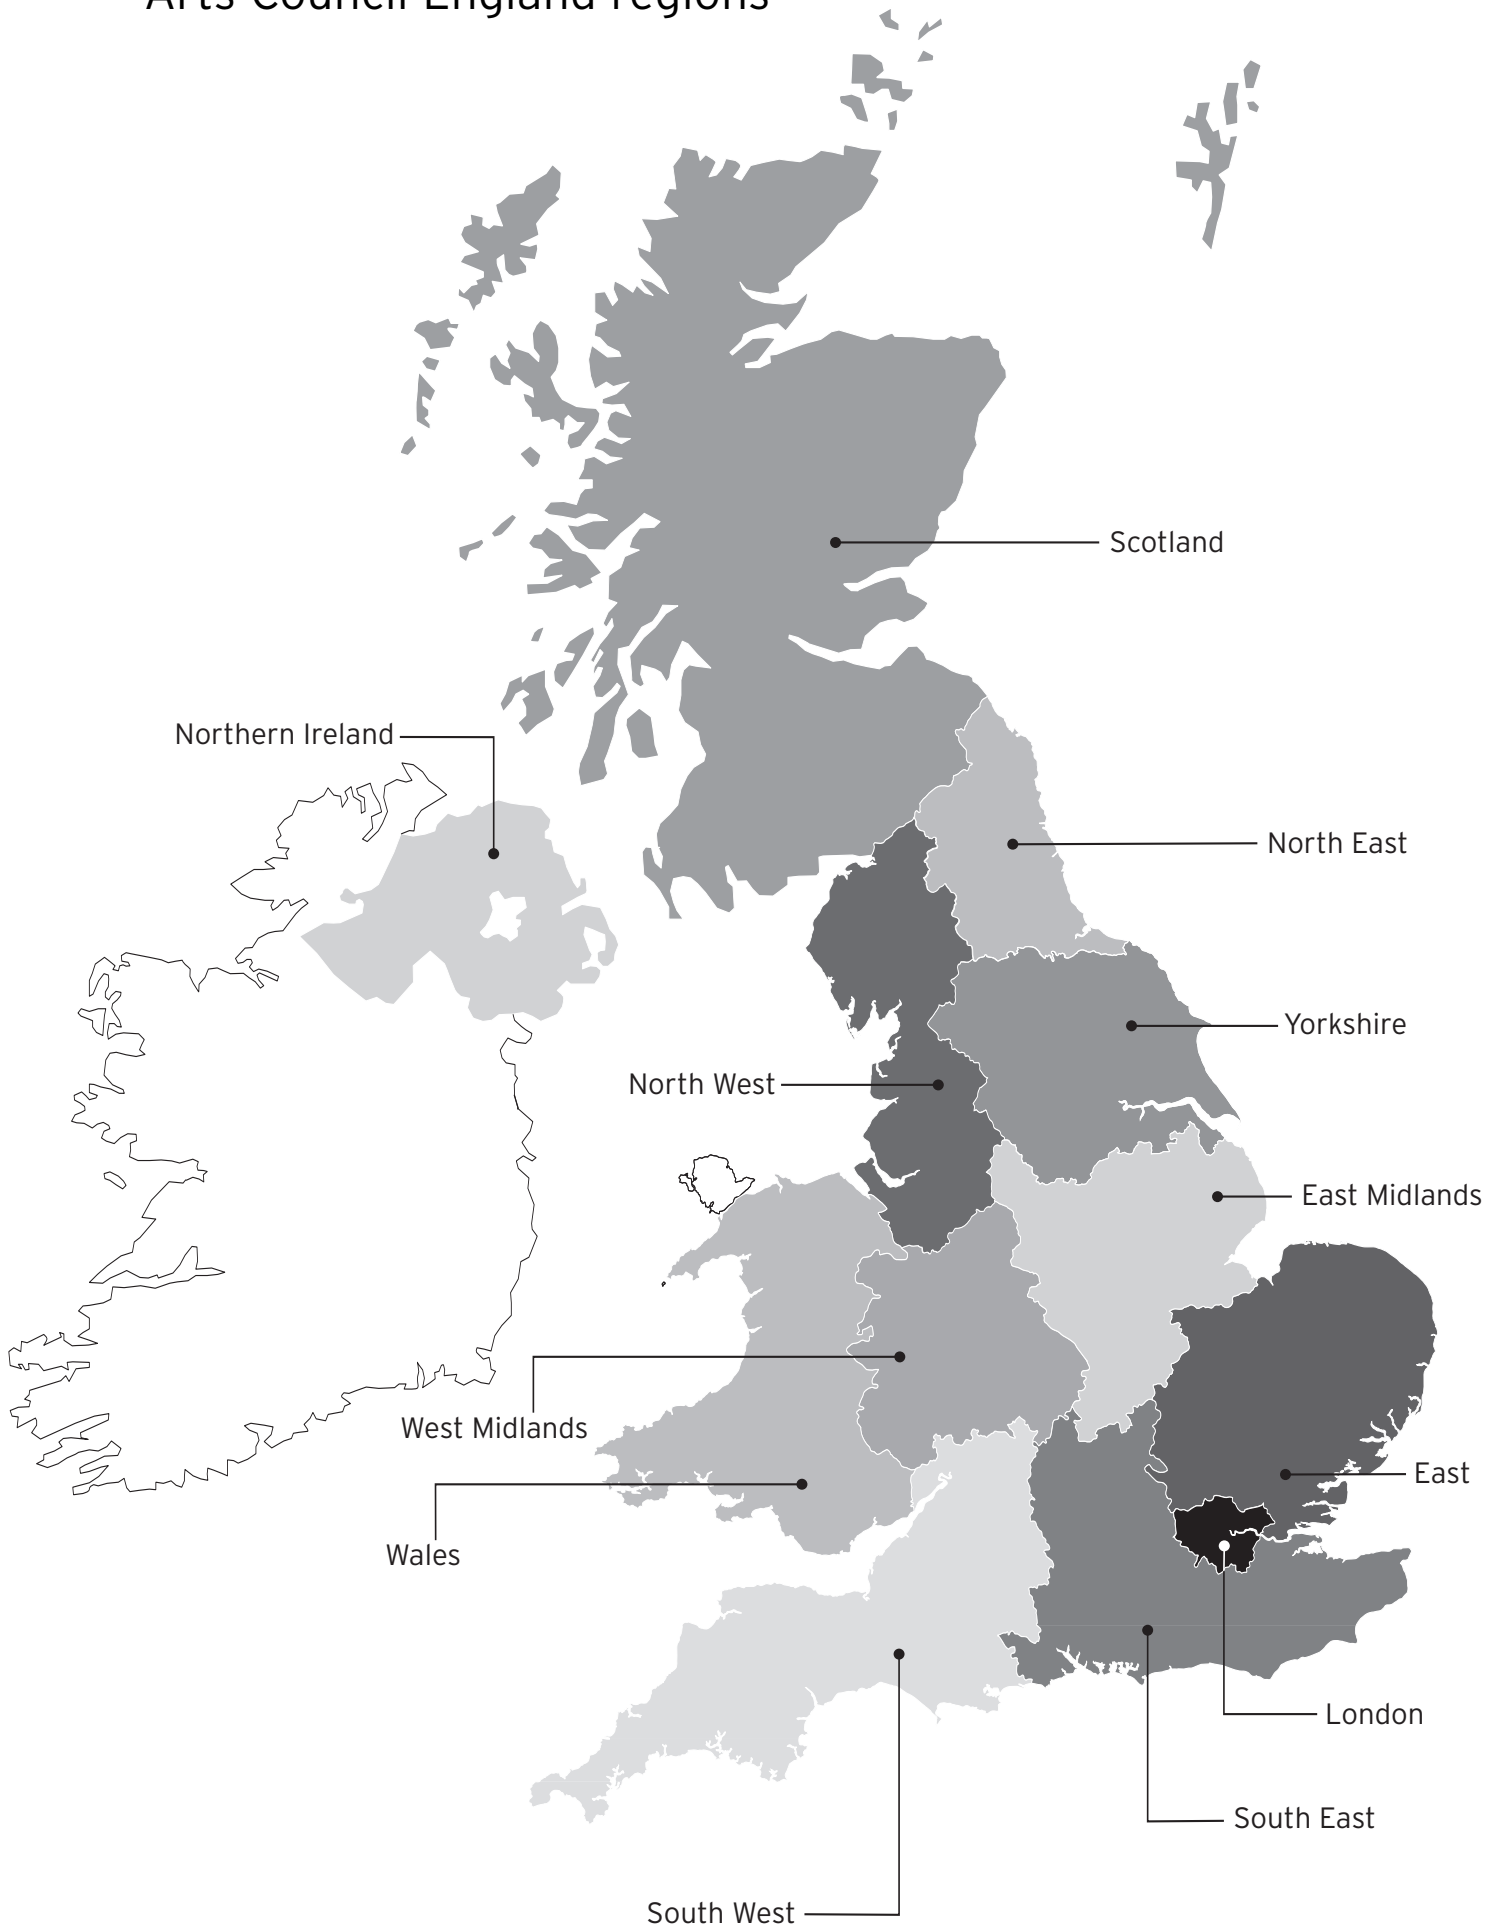 Arts Council England regions
Scotland
Northern Ireland
North East
Yorkshire
North West
East Midlands
West Midlands
East
Wales
London
South East
South West